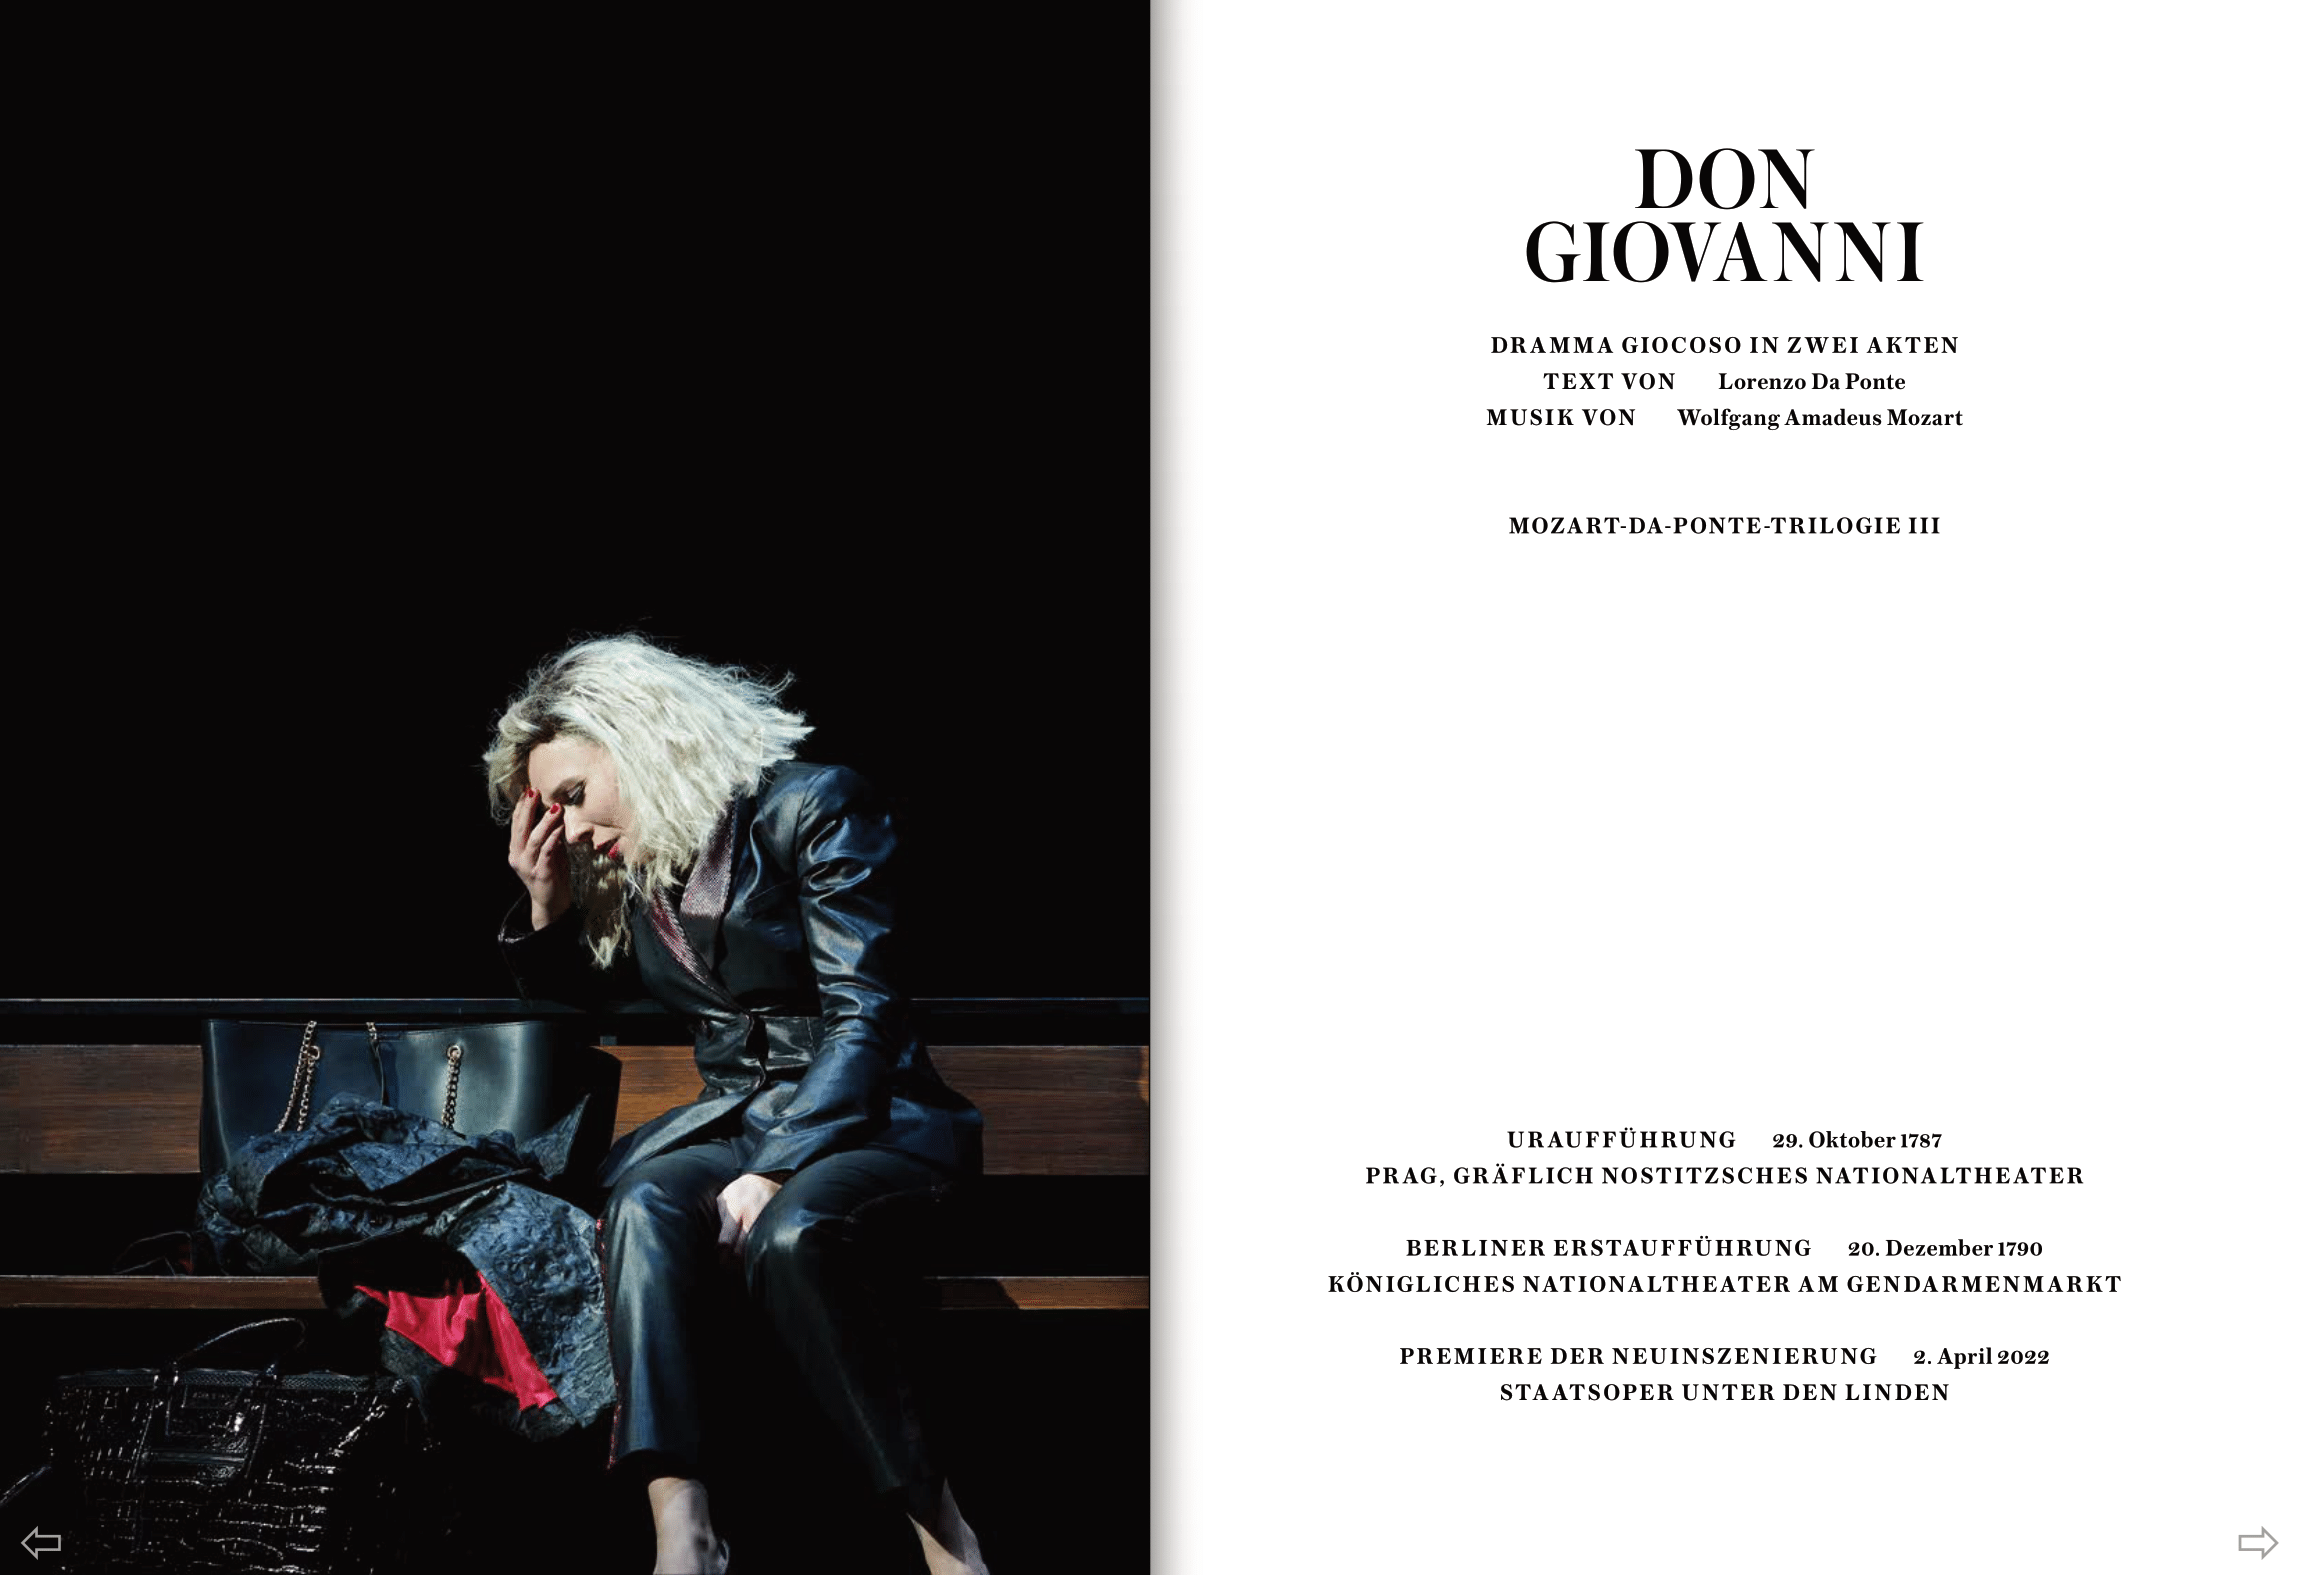 DON
GIOVANNI
DRAMMA GIOCOSO IN ZWEI AKTEN
TEXT VON Lorenzo Da Ponte
MUSIK VON Wolfgang Amadeus Mozart
MOZART-DA-PONTE-TRILOGIE III
URAUFFÜHRUNG 29. Oktober 1787
PRAG, GRÄFLICH NOSTITZSCHES NATIONALTHEATER
BERLINER ERSTAUFFÜHRUNG 20. Dezember 1790
KÖNIGLICHES NATIONALTHEATER AM GENDARMENMARKT
PREMIERE DER NEUINSZENIERUNG 2. April 2022
STAATSOPER UNTER DEN LINDEN